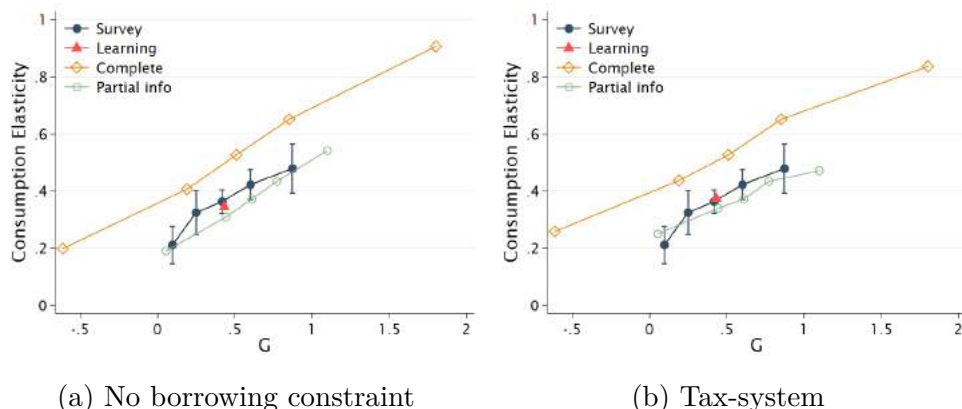 1
.8
.6
.4
.2
0
Consumption Elasticity
Survey
Learning
Complete
Partial info
-.5
0
.5
1
1.5
2
G
(a) No borrowing constraint
1
.8
.6
.4
.2
0
Consumption Elasticity
Survey
Learning
Complete
Partial info
-.5
0
.5
1
1.5
2
G
(b) Tax-system